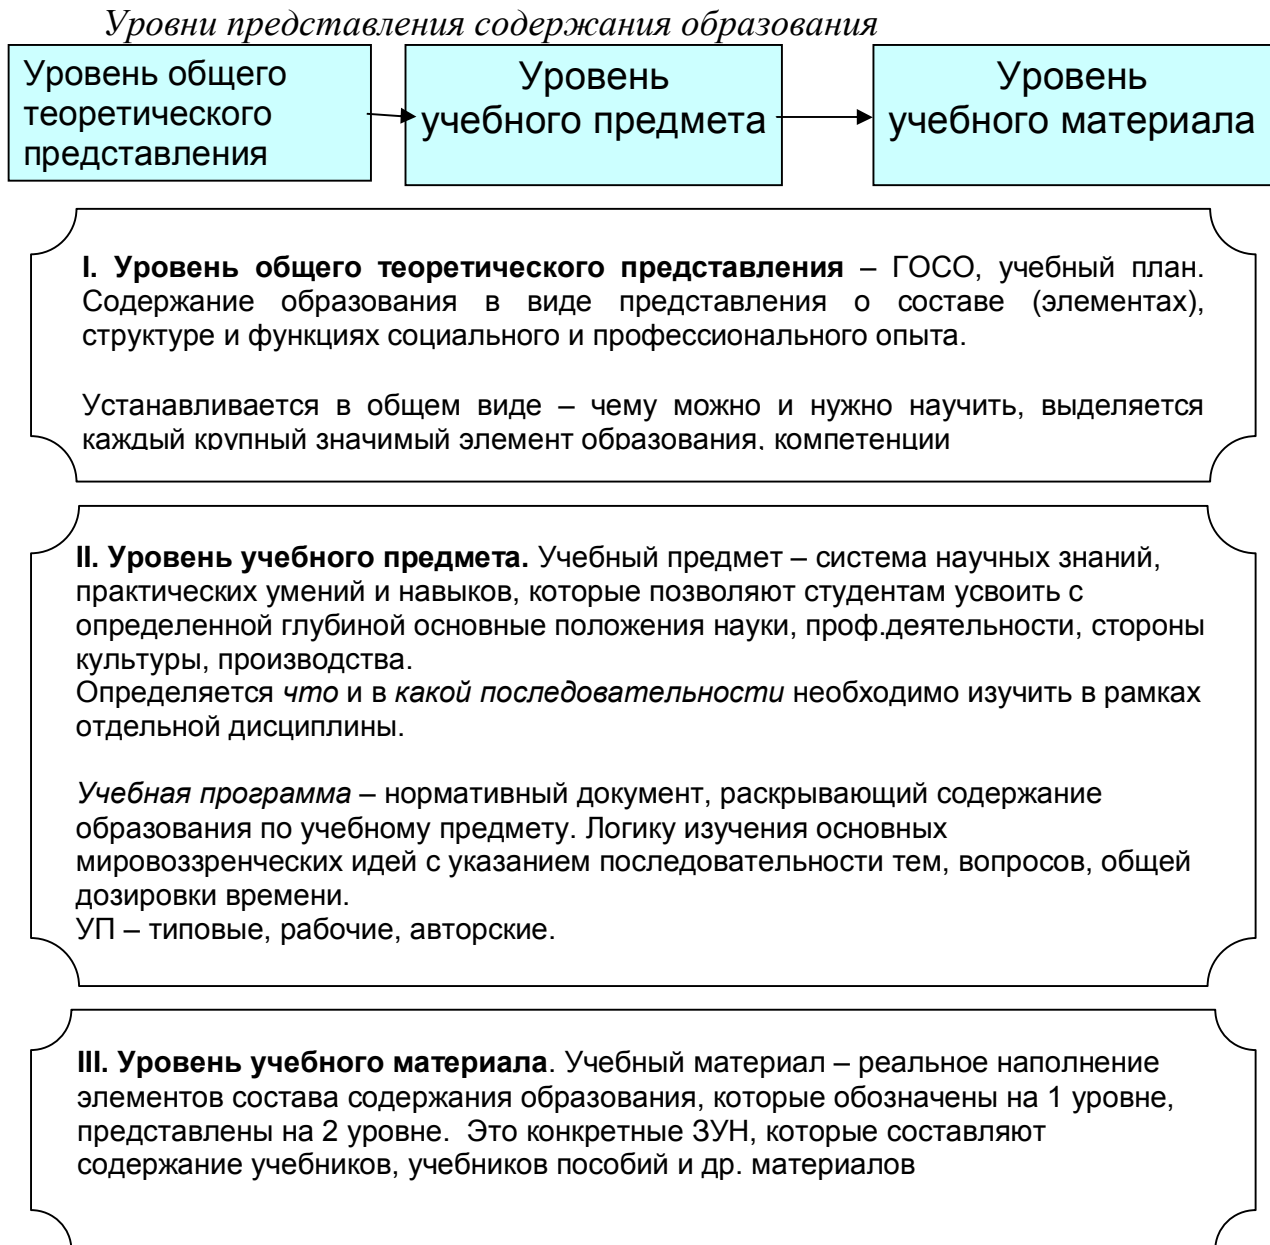 Уровни представления содержания образования
Уровень общего
теоретического
представления
Уровень
учебного предмета
Уровень
учебного материала
I. Уровень общего теоретического представления – ГОСО, учебный план.
Содержание образования в виде представления о составе (элементах),
структуре и функциях социального и профессионального опыта.
Устанавливается в общем виде – чему можно и нужно научить, выделяется
каждый крупный значимый элемент образования, компетенции
II. Уровень учебного предмета. Учебный предмет – система научных знаний,
практических умений и навыков, которые позволяют студентам усвоить с
определенной глубиной основные положения науки, проф.деятельности, стороны
культуры, производства.
Определяется что и в какой последовательности необходимо изучить в рамках
отдельной дисциплины.
Учебная программа – нормативный документ, раскрывающий содержание
образования по учебному предмету. Логику изучения основных
мировоззренческих идей с указанием последовательности тем, вопросов, общей
дозировки времени.
УП – типовые, рабочие, авторские.
III. Уровень учебного материала. Учебный материал – реальное наполнение
элементов состава содержания образования, которые обозначены на 1 уровне,
представлены на 2 уровне. Это конкретные ЗУН, которые составляют
содержание учебников, учебников пособий и др. материалов